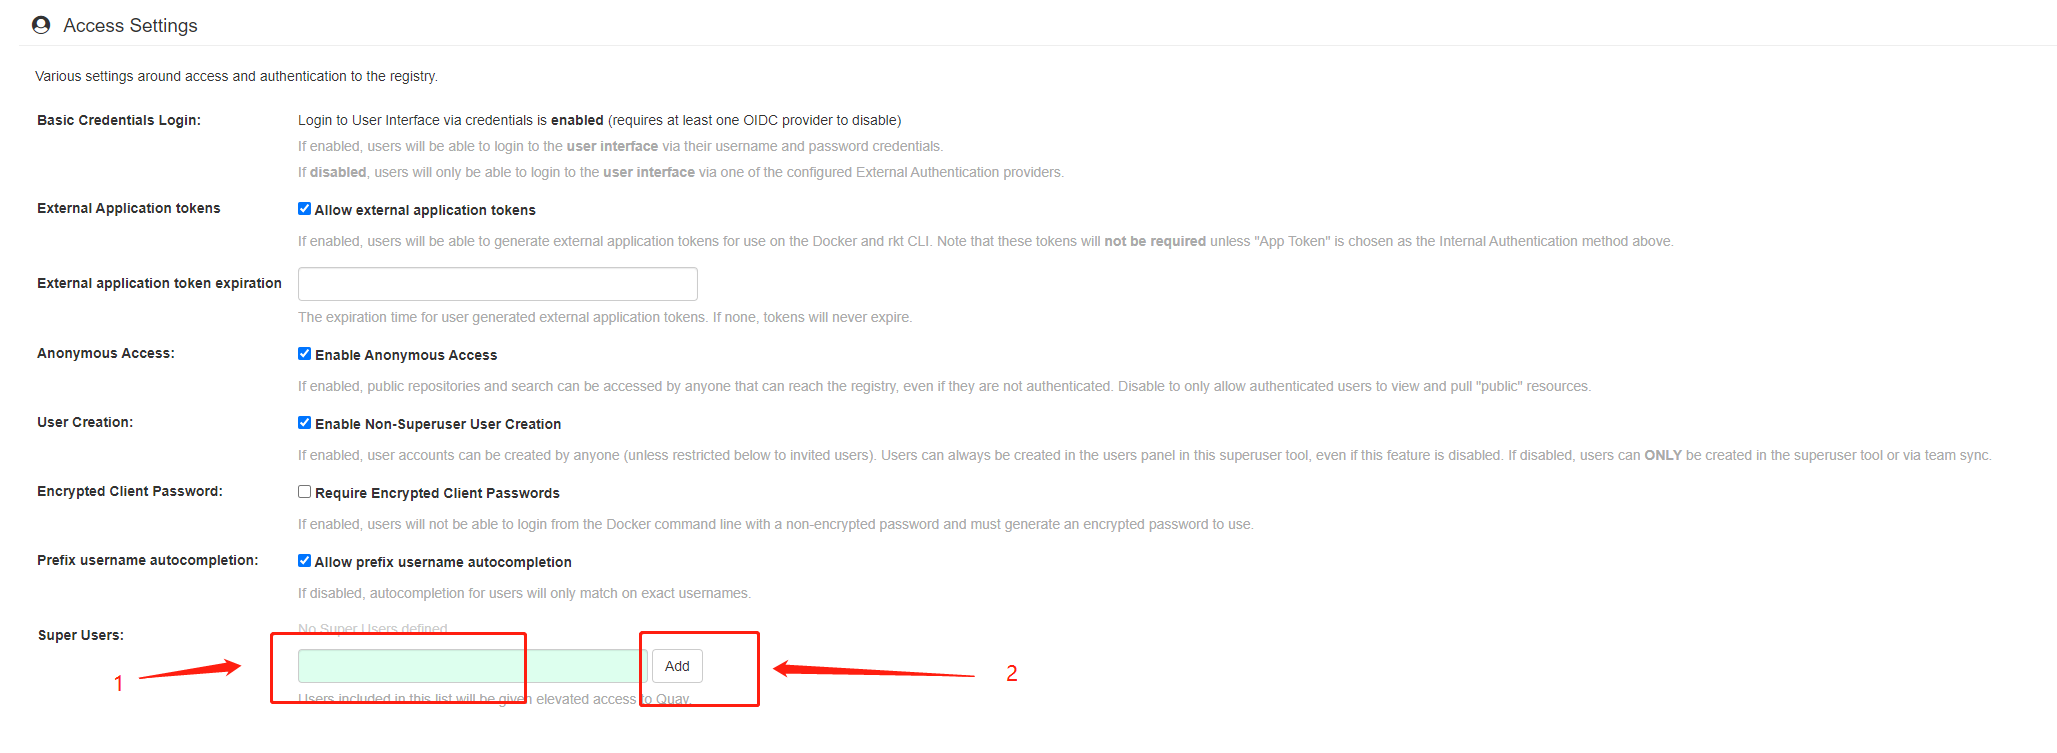 Access Settings
Various settings around access and authentication to the registry.
Basic Credentials Login:
Login to User Interface via credentials is enabled (requires at least one OIDC provider to disable)
If enabled, users will be able to login to the user interface via their username and password credentials.
If disabled, users will only be able to login to the user interface via one of the configured External Authentication providers.
External Application tokens
Allow external application tokens
If enabled, users will be able to generate external application tokens for use on the Docker and rkt CLI. Note that these tokens will not be required unless "App Token" is chosen as the Internal Authentication method above.
External application token expiration
The expiration time for user generated external application tokens. If none, tokens will never expire.
Anonymous Access:
Enable Anonymous Access
If enabled, public repositories and search can be accessed by anyone that can reach the registry, even if they are not authenticated. Disable to only allow authenticated users to view and pull "public" resources.
User Creation:
Enable Non-Superuser User Creation
If enabled, user accounts can be created by anyone (unless restricted below to invited users). Users can always be created in the users panel in this superuser tool, even if this feature is disabled. If disabled, users can ONLY be created in the superuser tool or via team sync.
Encrypted Client Password:
Require Encrypted Client Passwords
If enabled, users will not be able to login from the Docker command line with a non-encrypted password and must generate an encrypted password to use.
Prefix username autocompletion:
Allow prefix username autocompletion
If disabled, autocompletion for users will only match on exact usernames.
Super Users:
No Super Users defined
1
Add
2
Users included in this list will be given elevated access to Quay.